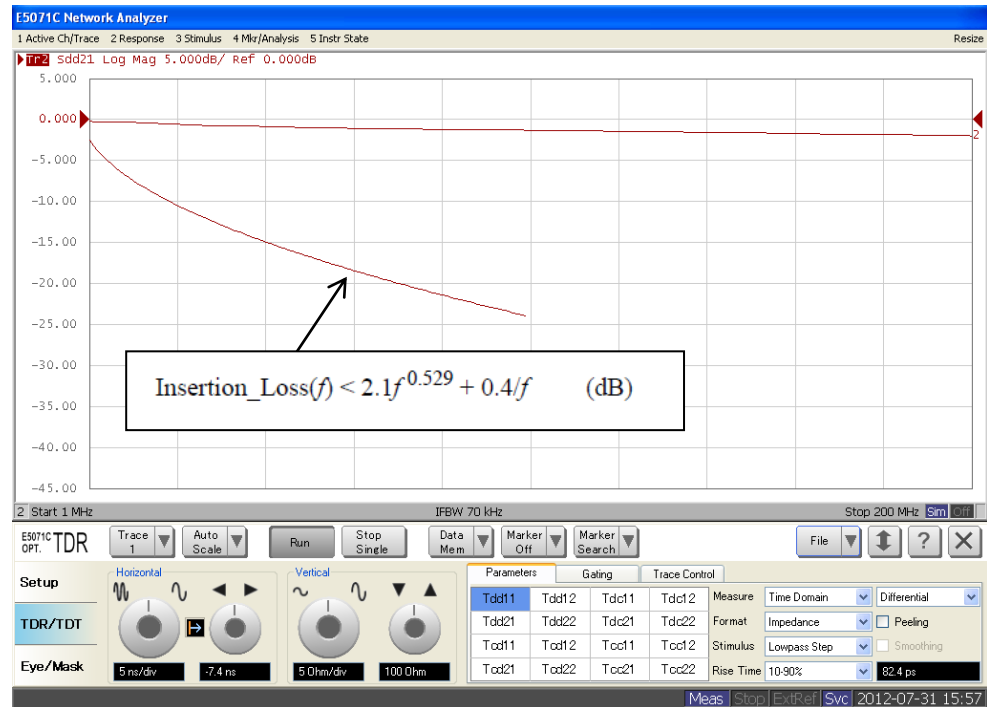 E5071C Network Analyzer
1 Active Ch/Trace 2 Response 3 Stimulus 4 Mkr/Analysis 5 Instr State Resize
Tr2 Sdd21 Log Mag 5.000dB/ Ref 0.000dB
5.000
0.000
-5.000
-10.00
-15.00
-20.00
-25.00
-30.00
-35.00
-40.00
-45.00
2
Insertion_Loss(f) < 2.1f^0.529 + 0.4/f (dB)
2 Start 1 MHz IFBW 70 kHz Stop 200 MHz Sim Off
E5071C OPT. TDR
Trace 1
Auto Scale
Run
Stop Single
Data Mem
Marker Off
Marker Search
File
?
Setup
TDR/TDT
Eye/Mask
Horizontal
5 ns/div
-7.4 ns
Vertical
5 Ohm/div
100 Ohm
Parameters Gating Trace Control
Tdd11 Tdd12 Tdc11 Tdc12
Tdd21 Tdd22 Tdc21 Tdc22
Tcd11 Tcd12 Tcc11 Tcc12
Tcd21 Tcd22 Tcc21 Tcc22
Measure Time Domain Differential
Format Impedance Peeling
Stimulus Lowpass Step Smoothing
Rise Time 10-90% 82.4 ps
Meas Stop ExtRef Svc 2012-07-31 15:57